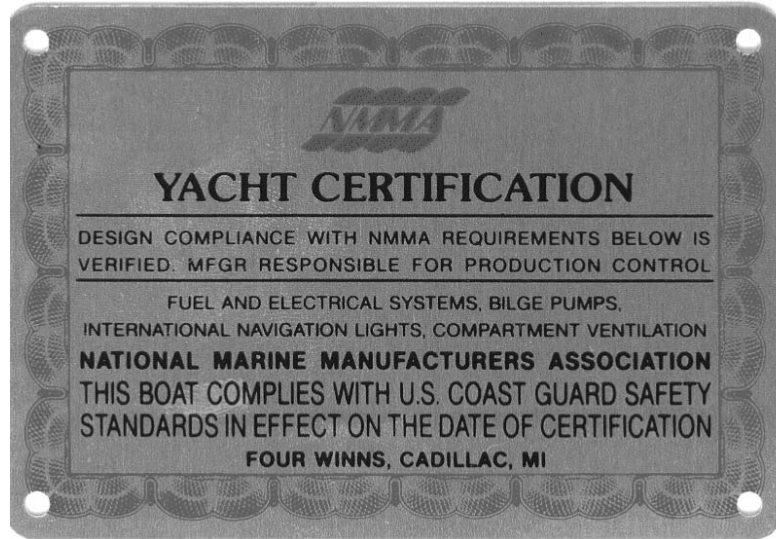 NMMA
YACHT CERTIFICATION
DESIGN COMPLIANCE WITH NMMA REQUIREMENTS BELOW IS
VERIFIED. MFGR RESPONSIBLE FOR PRODUCTION CONTROL
FUEL AND ELECTRICAL SYSTEMS, BILGE PUMPS,
INTERNATIONAL NAVIGATION LIGHTS, COMPARTMENT VENTILATION
NATIONAL MARINE MANUFACTURERS ASSOCIATION
THIS BOAT COMPLIES WITH U.S. COAST GUARD SAFETY
STANDARDS IN EFFECT ON THE DATE OF CERTIFICATION
FOUR WINNS, CADILLAC, MI